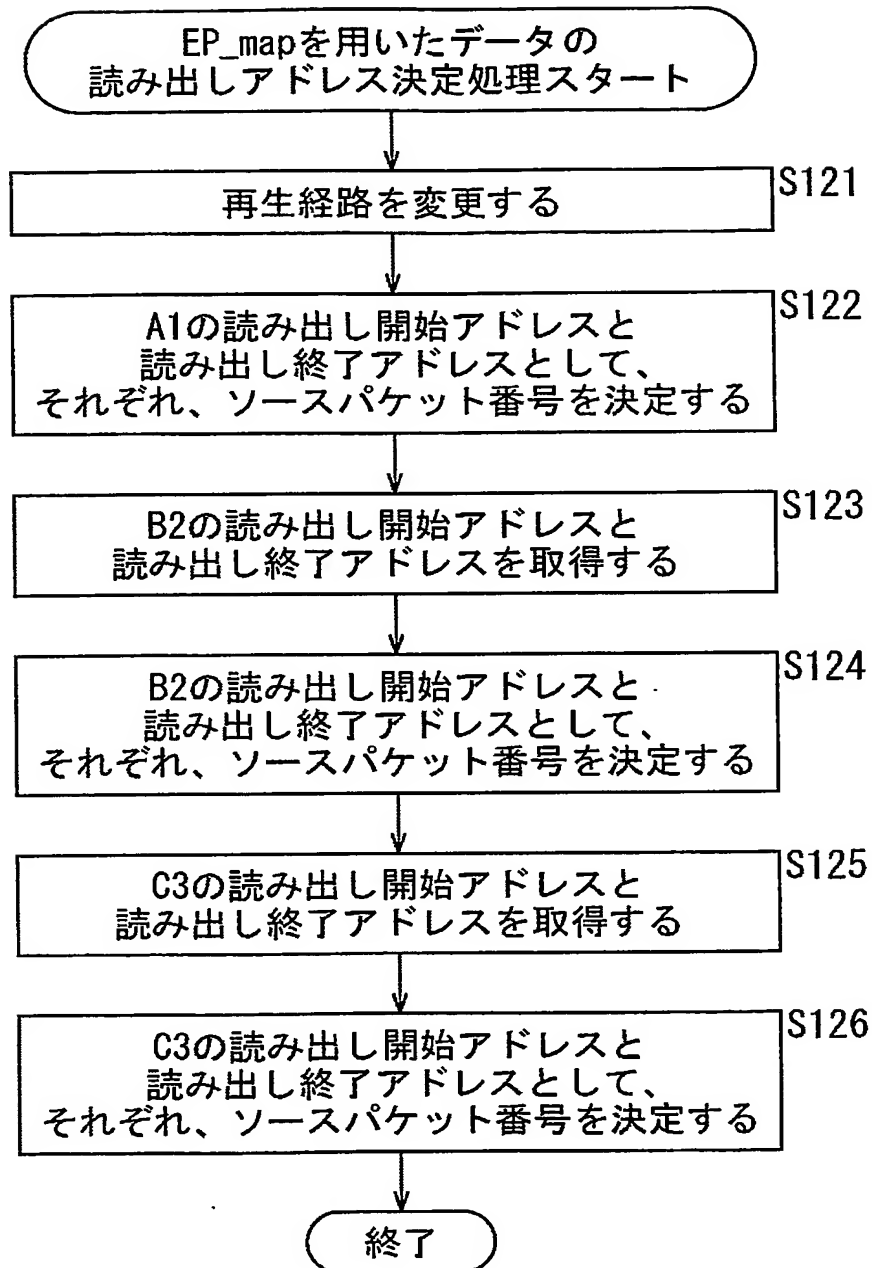 EP_mapを用いたデータの
読み出しアドレス決定処理スタート
再生経路を変更する
S121
A1の読み出し開始アドレスと
読み出し終了アドレスとして、
それぞれ、ソースパケット番号を決定する
S122
B2の読み出し開始アドレスと
読み出し終了アドレスを取得する
S123
B2の読み出し開始アドレスと
読み出し終了アドレスとして、
それぞれ、ソースパケット番号を決定する
S124
C3の読み出し開始アドレスと
読み出し終了アドレスを取得する
S125
C3の読み出し開始アドレスと
読み出し終了アドレスとして、
それぞれ、ソースパケット番号を決定する
S126
終了